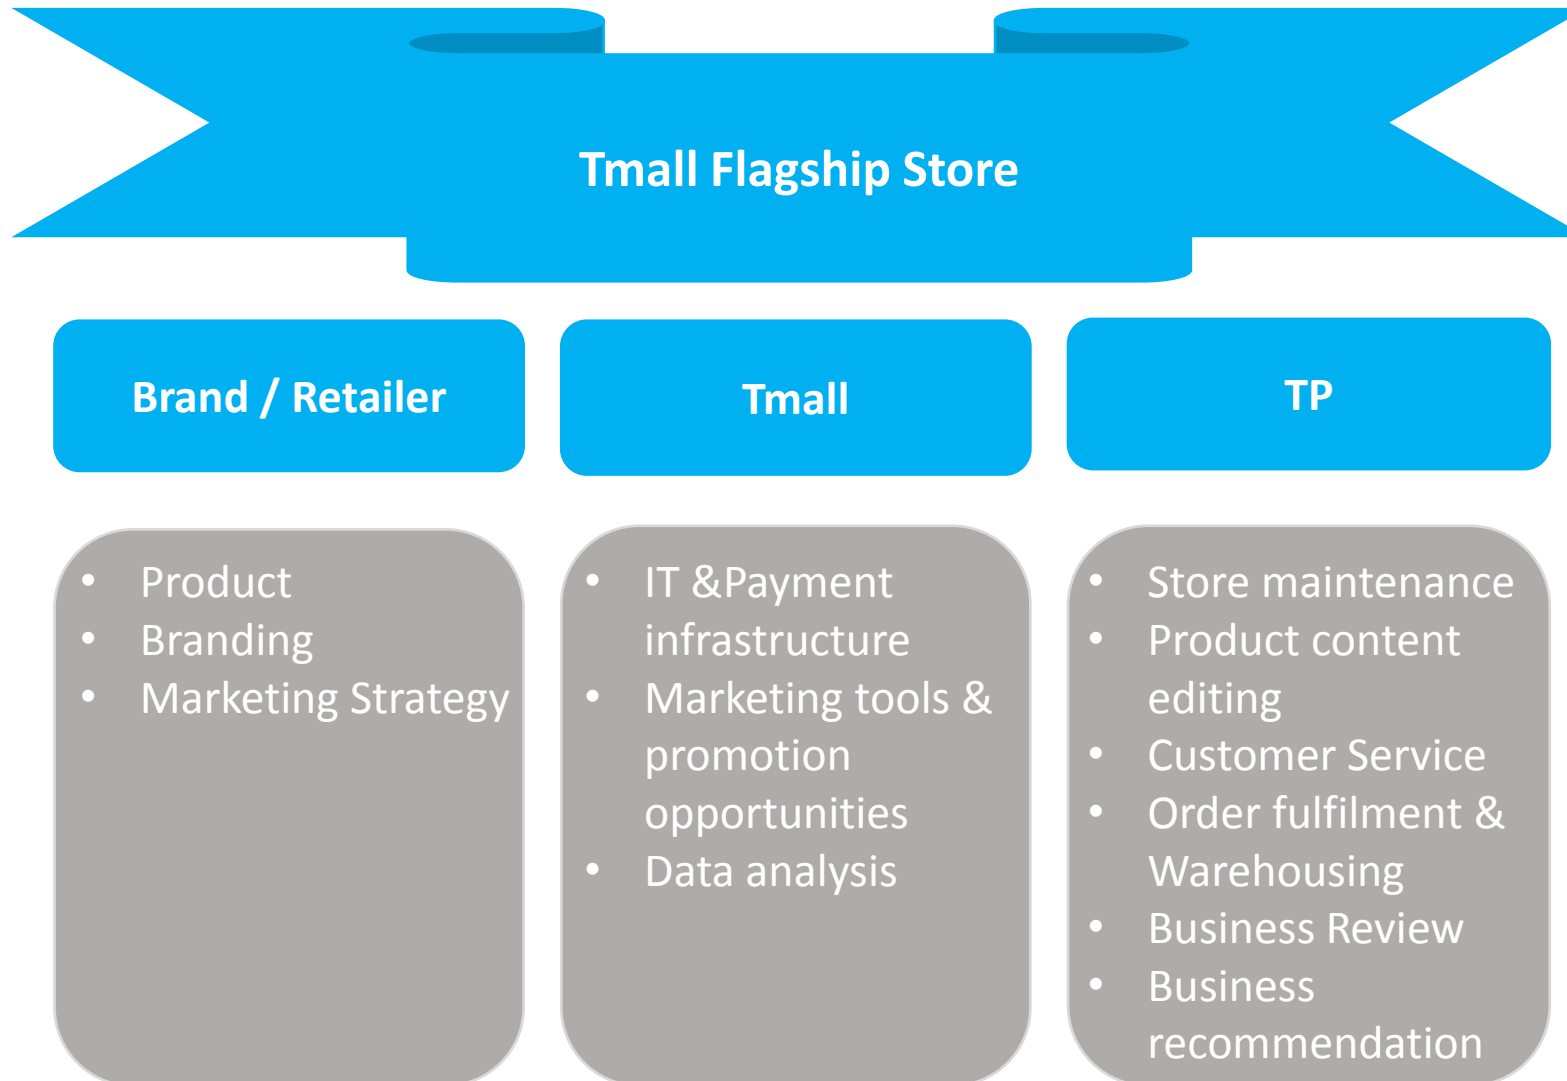 Tmall Flagship Store
Brand / Retailer
Tmall
TP
• Product
• Branding
• Marketing Strategy
• IT &Payment
infrastructure
• Marketing tools &
promotion
opportunities
• Data analysis
• Store maintenance
• Product content
editing
• Customer Service
• Order fulfilment &
Warehousing
• Business Review
• Business
recommendation